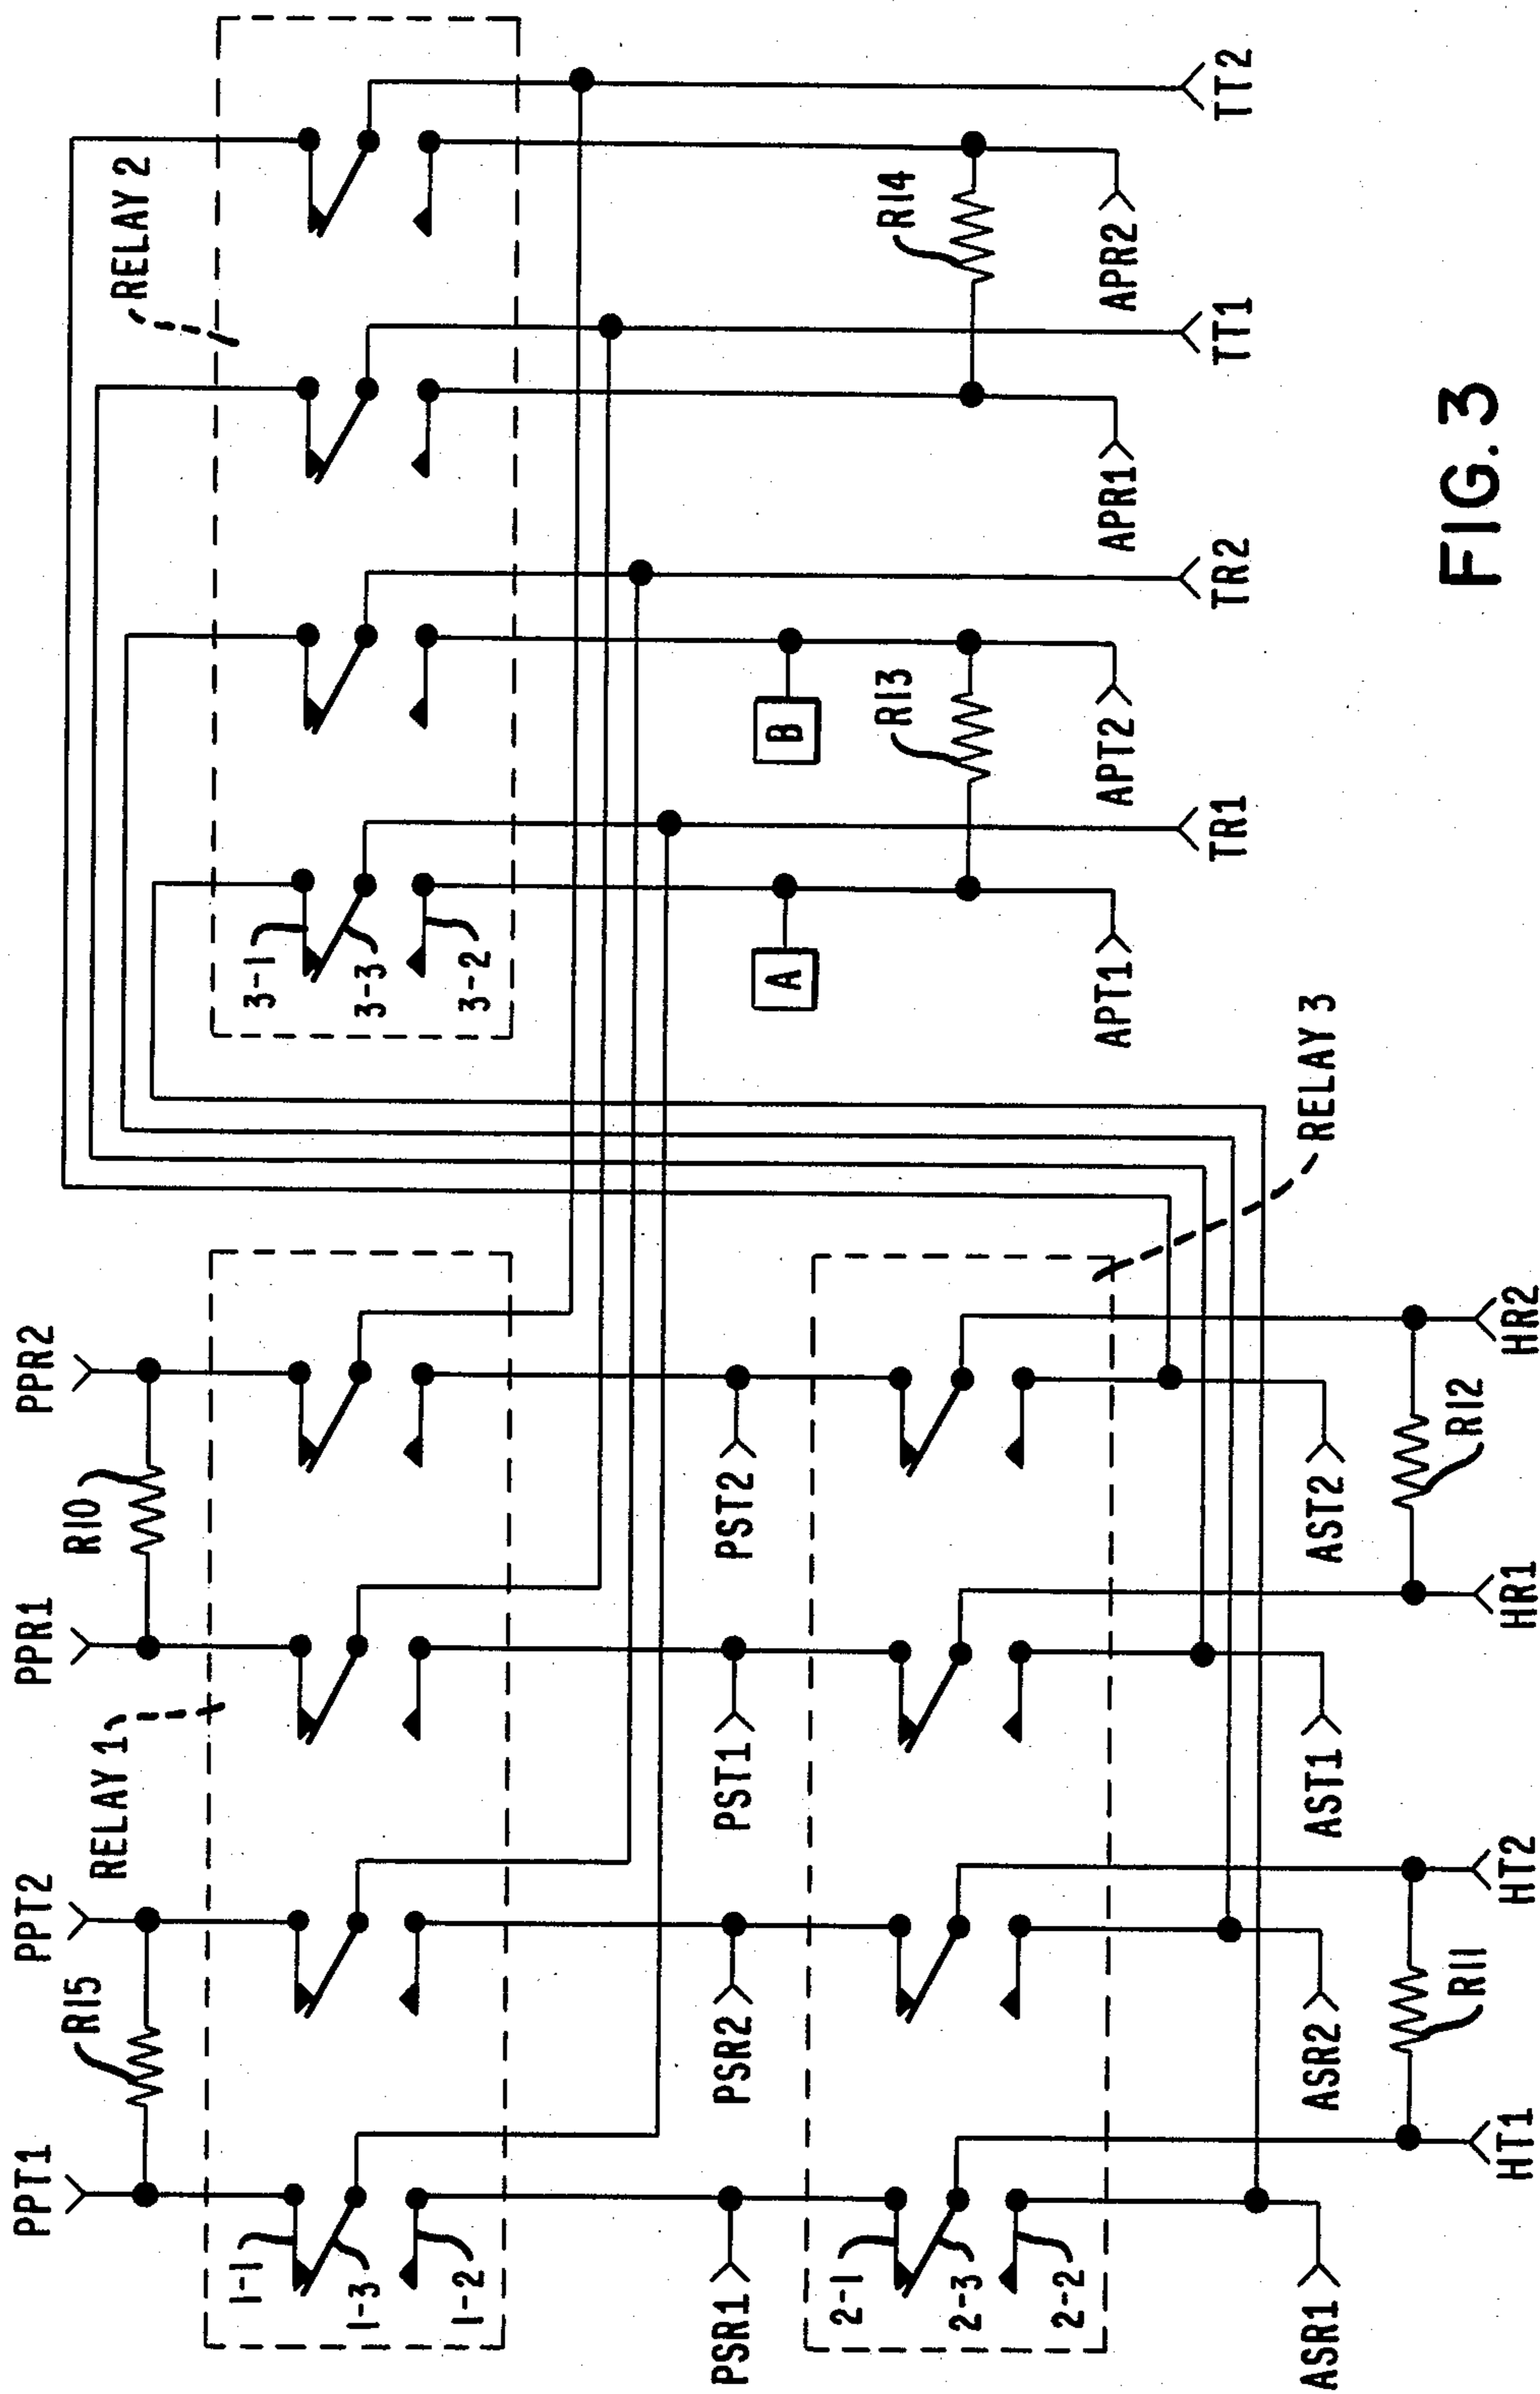 PPT1
R15
PPT2
RELAY 1
PPR1
R10
PPR2
RELAY 2
1-1
1-3
1-2
3-1
3-3
3-2
PSR1
PSR2
PST1
PST2
A
B
2-1
2-3
2-2
R13
R14
APT1
APT2
APR1
APR2
TR1
TR2
TT1
TT2
ASR1
ASR2
AST1
AST2
RELAY 3
R11
R12
HT1
HT2
HR1
HR2
FIG. 3